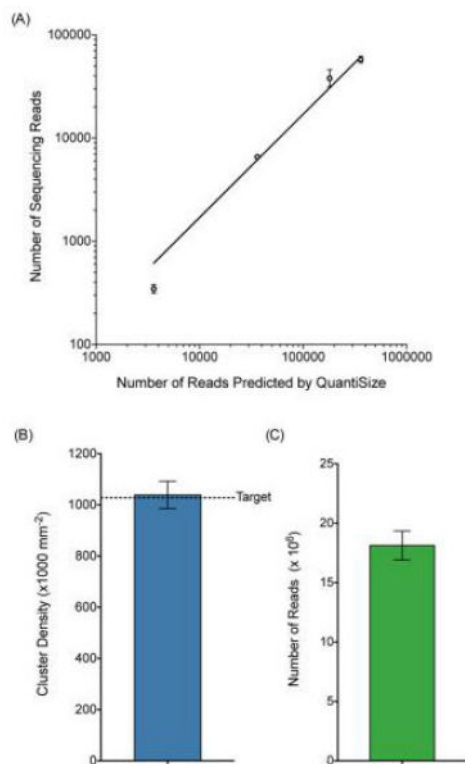 (A)
100000
10000
1000
100
Number of Sequencing Reads
1000
10000
100000
1000000
Number of Reads Predicted by QuantiSize
(B)
1200
1000
800
600
400
200
0
Cluster Density (x1000 mm⁻²)
Target
(C)
25
20
15
10
5
0
Number of Reads (x 10⁶)